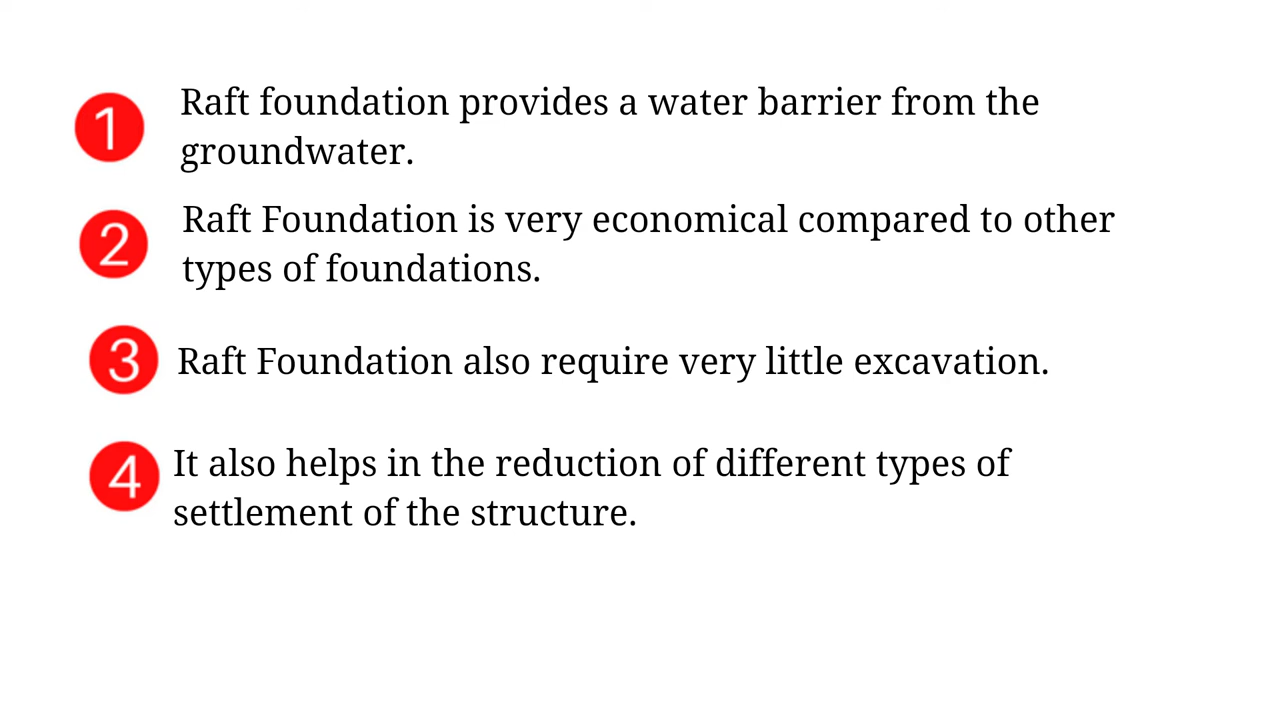 1 Raft foundation provides a water barrier from the
groundwater.
2 Raft Foundation is very economical compared to other
types of foundations.
3 Raft Foundation also require very little excavation.
4 It also helps in the reduction of different types of
settlement of the structure.